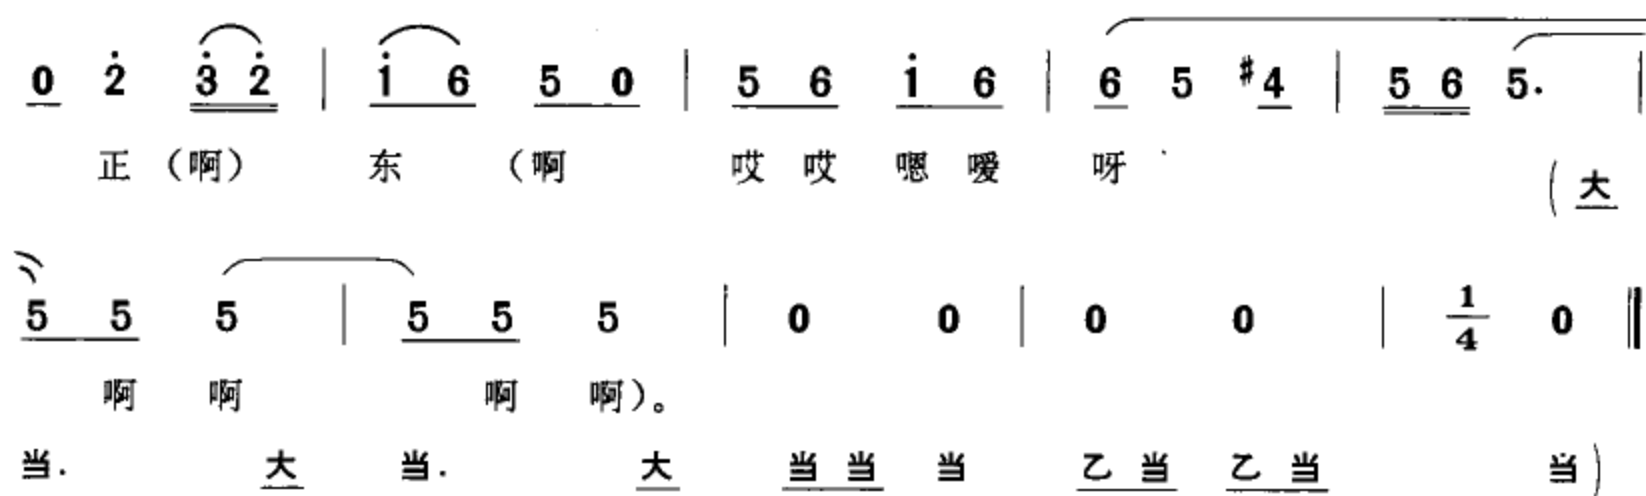 0 2̇ 3̇ 2̇ | 1̇ 6 5 0 | 5 6 1̇ 6 | 6 5 #4 | 5 6 5. |
正（啊） 东 （啊 哎 哎 嗯 嗳 呀
（大
5 5 5 | 5 5 5 | 0 0 | 0 0 | 1/4 0 ‖
啊 啊 啊 啊）。
当. 大 当. 大 当 当 当 乙 当 乙 当 当）